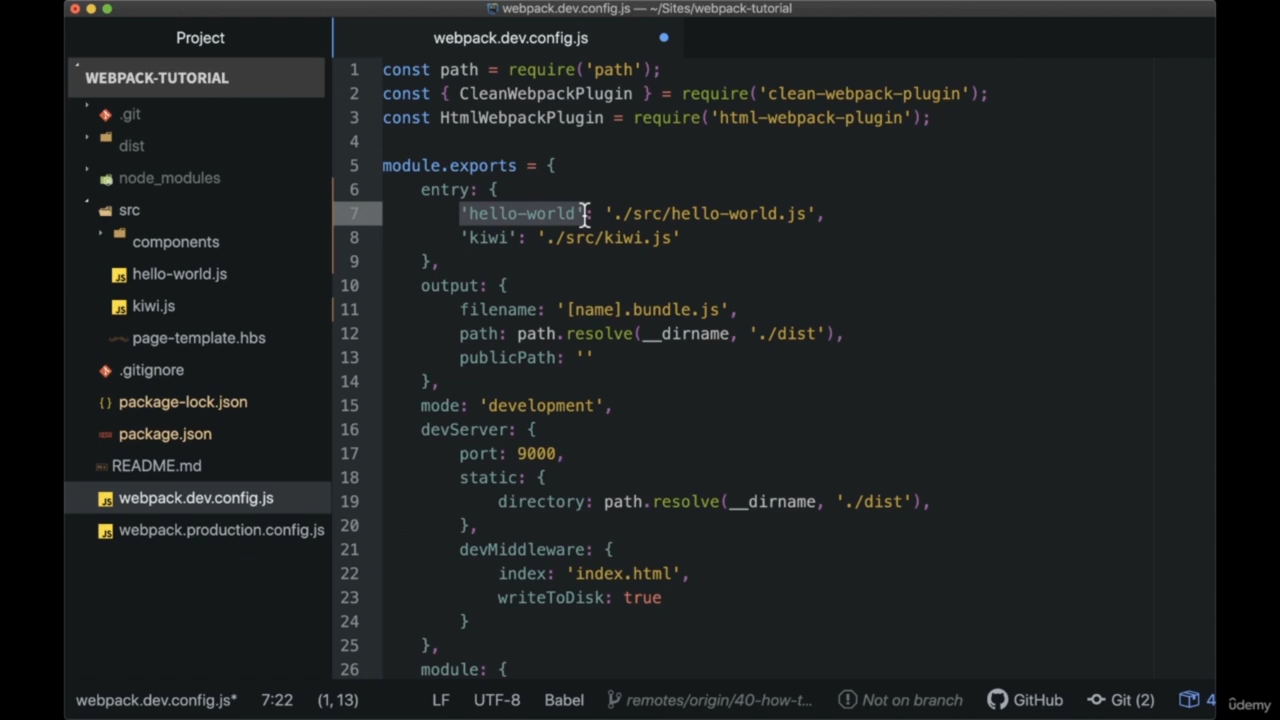 webpack.dev.config.js — ~/Sites/webpack-tutorial
Project
webpack.dev.config.js
WEBPACK-TUTORIAL
.git
dist
node_modules
src
components
hello-world.js
kiwi.js
page-template.hbs
.gitignore
package-lock.json
package.json
README.md
webpack.dev.config.js
webpack.production.config.js
1 const path = require('path');
2 const { CleanWebpackPlugin } = require('clean-webpack-plugin');
3 const HtmlWebpackPlugin = require('html-webpack-plugin');
4
5 module.exports = {
6 entry: {
7 'hello-world': './src/hello-world.js',
8 'kiwi': './src/kiwi.js'
9 },
10 output: {
11 filename: '[name].bundle.js',
12 path: path.resolve(__dirname, './dist'),
13 publicPath: ''
14 },
15 mode: 'development',
16 devServer: {
17 port: 9000,
18 static: {
19 directory: path.resolve(__dirname, './dist'),
20 },
21 devMiddleware: {
22 index: 'index.html',
23 writeToDisk: true
24 }
25 },
26 module: {
webpack.dev.config.js* 7:22 (1, 13) LF UTF-8 Babel remotes/origin/40-how-t... Not on branch GitHub Git (2) 4
ûdemy